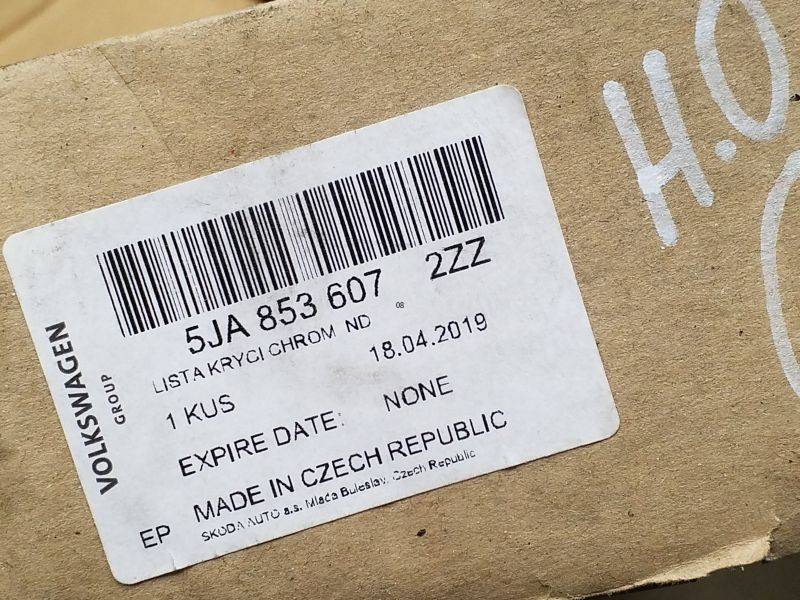 H.O
5JA 853 607 2ZZ
LISTA KRYCI CHROM ND 08
1 KUS 18.04.2019
EXPIRE DATE: NONE
MADE IN CZECH REPUBLIC
EP SKODA AUTO a.s. Mlada Buleslav, Czech Republic
VOLKSWAGEN
GROUP